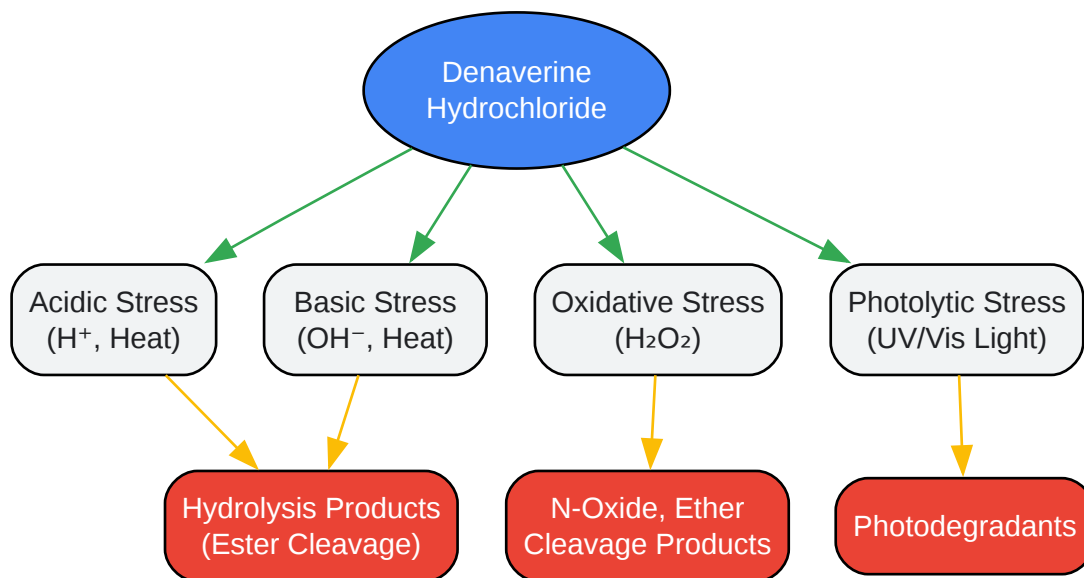 Denaverine
Hydrochloride
Acidic Stress
(H⁺, Heat)
Basic Stress
(OH⁻, Heat)
Oxidative Stress
(H₂O₂)
Photolytic Stress
(UV/Vis Light)
Hydrolysis Products
(Ester Cleavage)
N-Oxide, Ether
Cleavage Products
Photodegradants